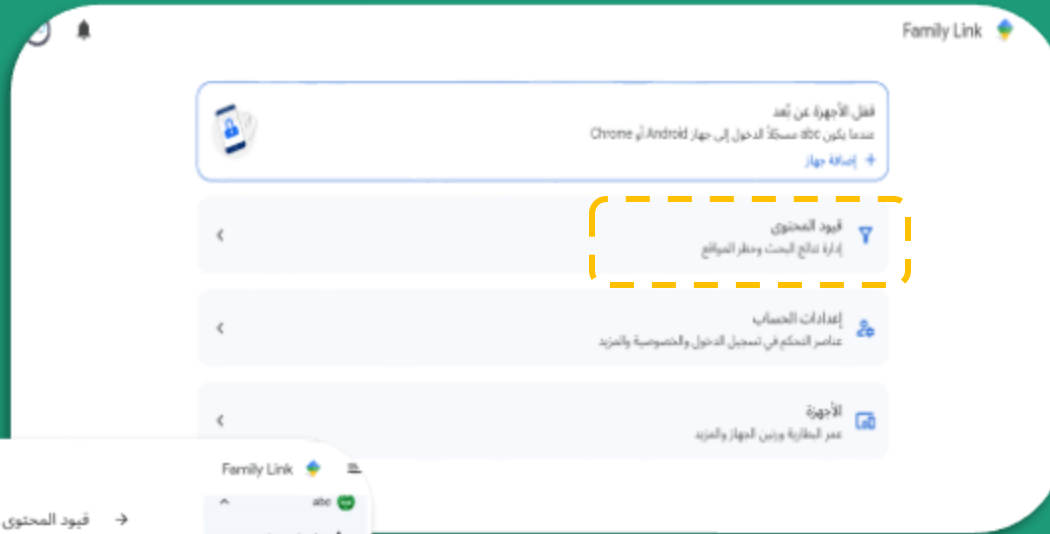 Family Link
قفل الأجهزة عن بُعد
عندما يكون abc مسجّلاً الدخول إلى جهاز Android أو Chrome
+ إضافة جهاز
قيود المحتوى
إدارة نتائج البحث وحظر المواقع
إعدادات الحساب
عناصر التحكم في تسجيل الدخول والخصوصية والمزيد
الأجهزة
عمر البطارية ورنين الجهاز والمزيد
Family Link
abc
قيود المحتوى